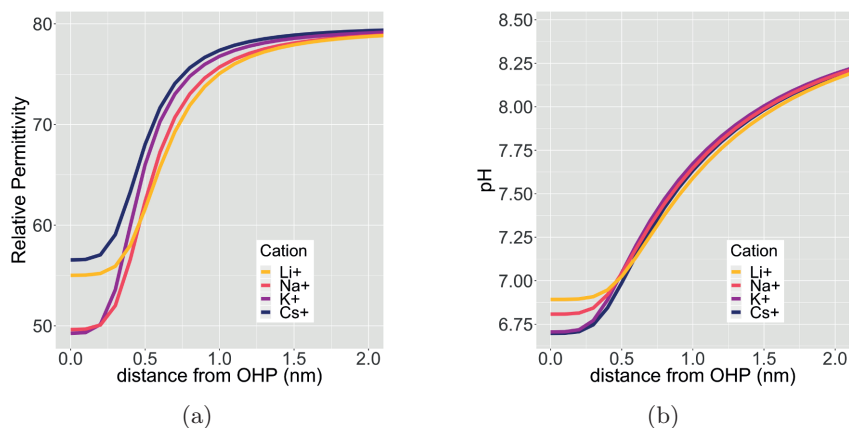 80
70
60
50
Relative Permittivity
0.0 0.5 1.0 1.5 2.0
distance from OHP (nm)
Cation
Li+
Na+
K+
Cs+
(a)
8.50
8.25
8.00
7.75
7.50
7.25
7.00
6.75
pH
0.0 0.5 1.0 1.5 2.0
distance from OHP (nm)
Cation
Li+
Na+
K+
Cs+
(b)